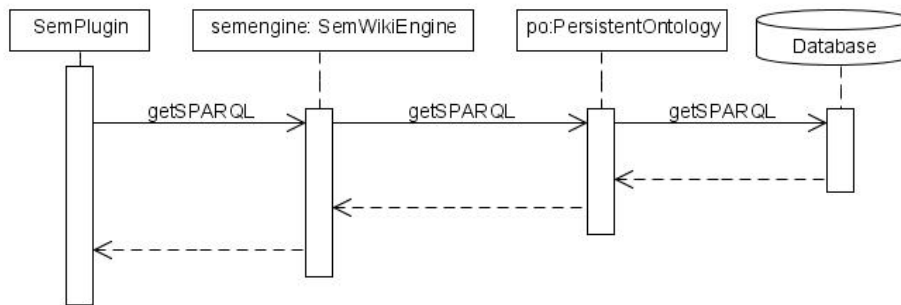 SemPlugin
semengine: SemWikiEngine
po:PersistentOntology
Database
getSPARQL
getSPARQL
getSPARQL